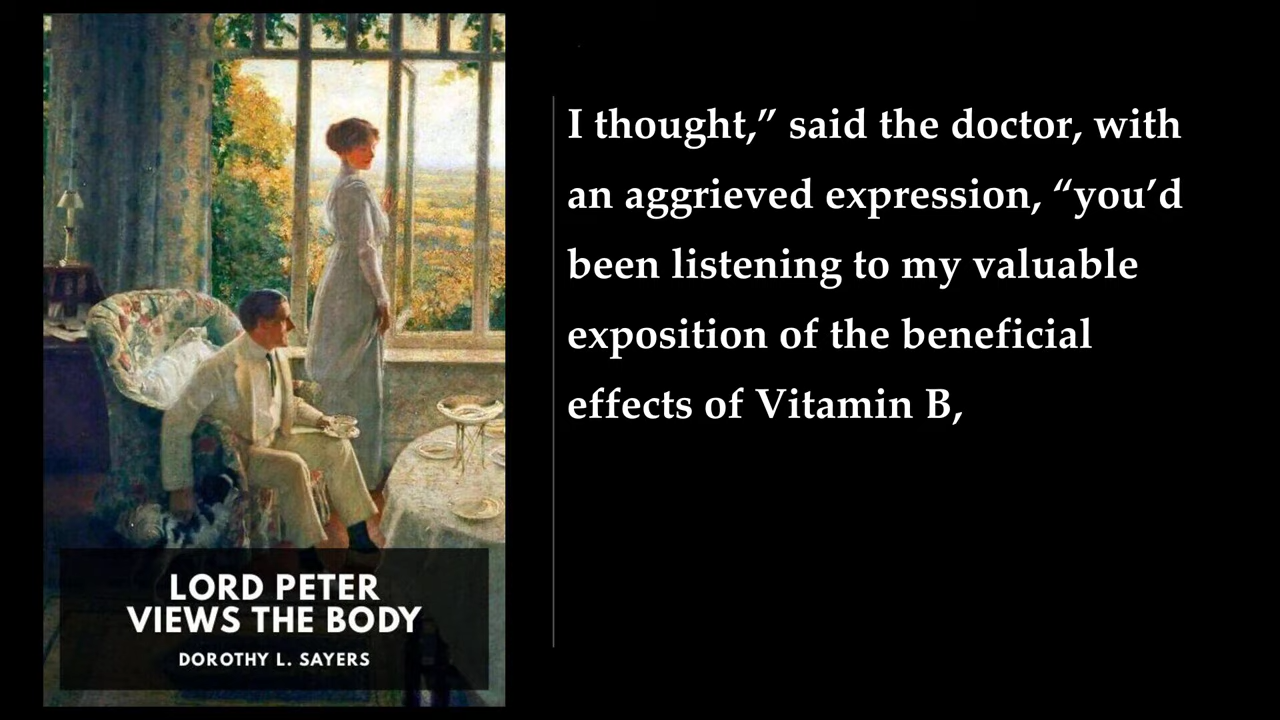 I thought,” said the doctor, with
an aggrieved expression, “you’d
been listening to my valuable
exposition of the beneficial
effects of Vitamin B,
LORD PETER
VIEWS THE BODY
DOROTHY L. SAYERS